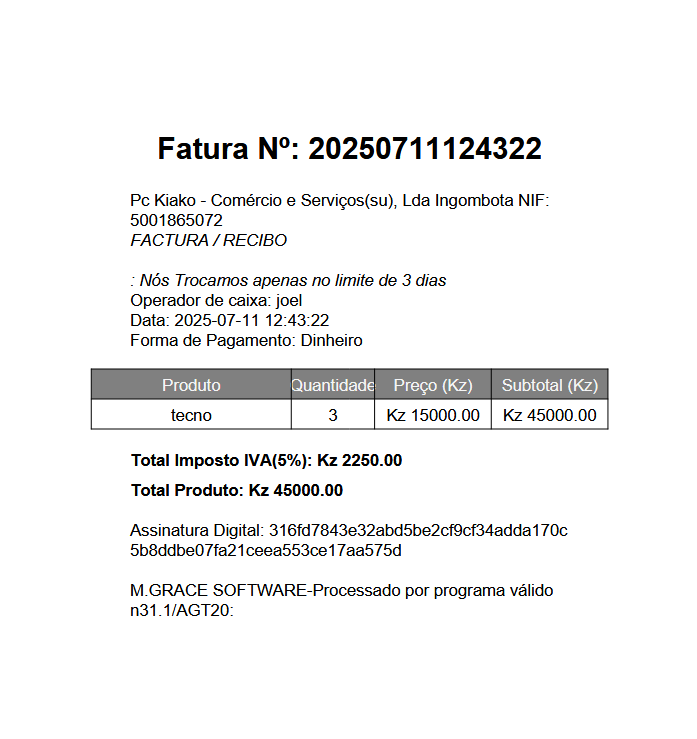 Fatura Nº: 20250711124322
Pc Kiako - Comércio e Serviços(su), Lda Ingombota NIF:
5001865072
FACTURA / RECIBO
: Nós Trocamos apenas no limite de 3 dias
Operador de caixa: joel
Data: 2025-07-11 12:43:22
Forma de Pagamento: Dinheiro
Produto Quantidade Preço (Kz) Subtotal (Kz)
tecno 3 Kz 15000.00 Kz 45000.00
Total Imposto IVA(5%): Kz 2250.00
Total Produto: Kz 45000.00
Assinatura Digital: 316fd7843e32abd5be2cf9cf34adda170c
5b8ddbe07fa21ceea553ce17aa575d
M.GRACE SOFTWARE-Processado por programa válido
n31.1/AGT20: